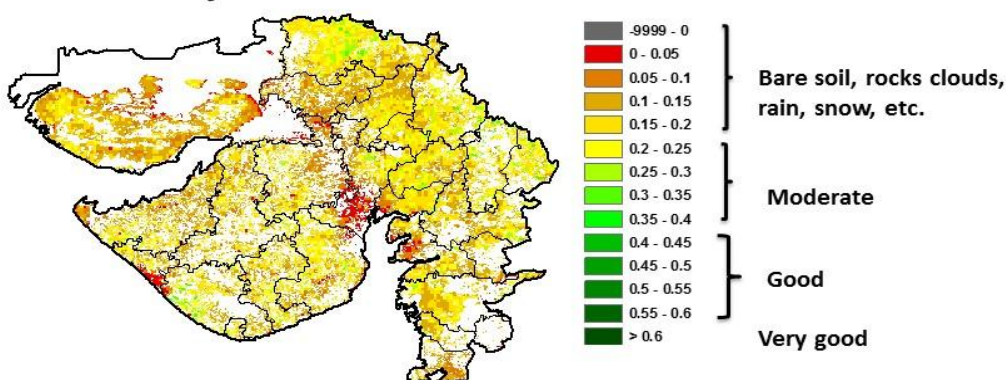 -9999 - 0
0 - 0.05
0.05 - 0.1
0.1 - 0.15
0.15 - 0.2
0.2 - 0.25
0.25 - 0.3
0.3 - 0.35
0.35 - 0.4
0.4 - 0.45
0.45 - 0.5
0.5 - 0.55
0.55 - 0.6
> 0.6
Bare soil, rocks clouds,
rain, snow, etc.
Moderate
Good
Very good